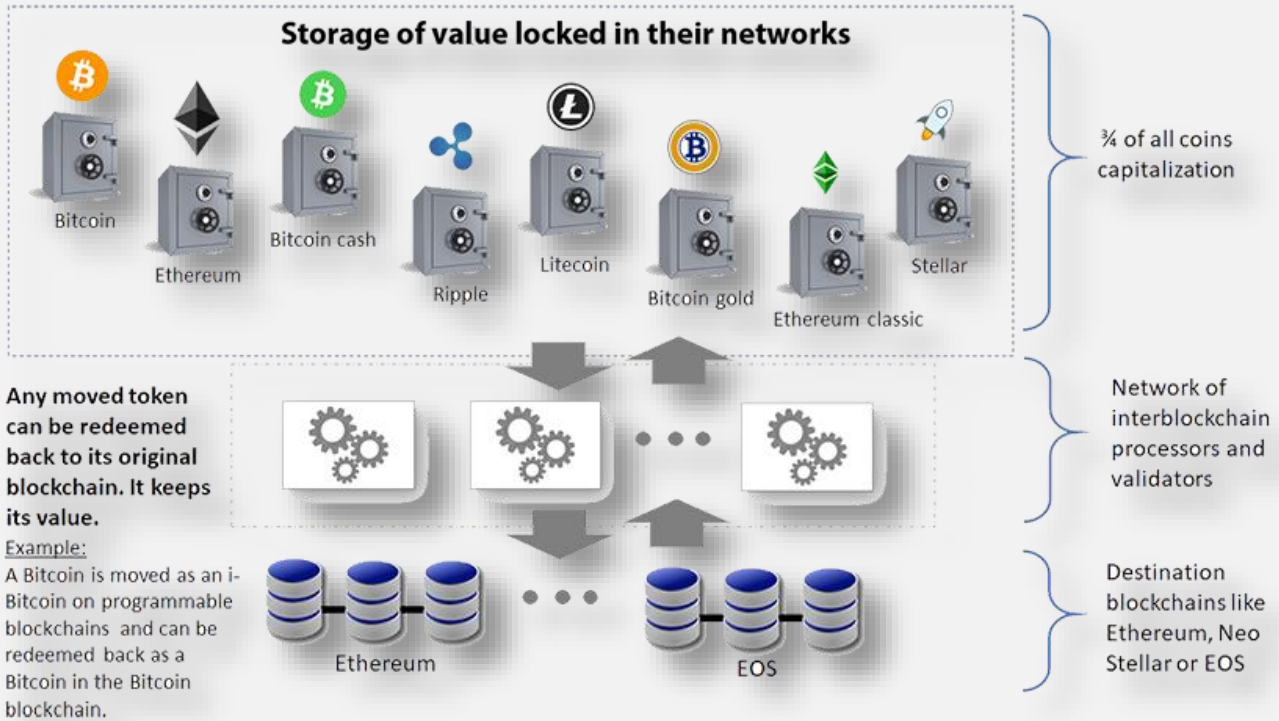 Storage of value locked in their networks
Bitcoin
Ethereum
Bitcoin cash
Ripple
Litecoin
Bitcoin gold
Ethereum classic
Stellar
¾ of all coins
capitalization
Any moved token
can be redeemed
back to its original
blockchain. It keeps
its value.
Example:
A Bitcoin is moved as an i-
Bitcoin on programmable
blockchains and can be
redeemed back as a
Bitcoin in the Bitcoin
blockchain.
Network of
interblockchain
processors and
validators
Ethereum
EOS
Destination
blockchains like
Ethereum, Neo
Stellar or EOS